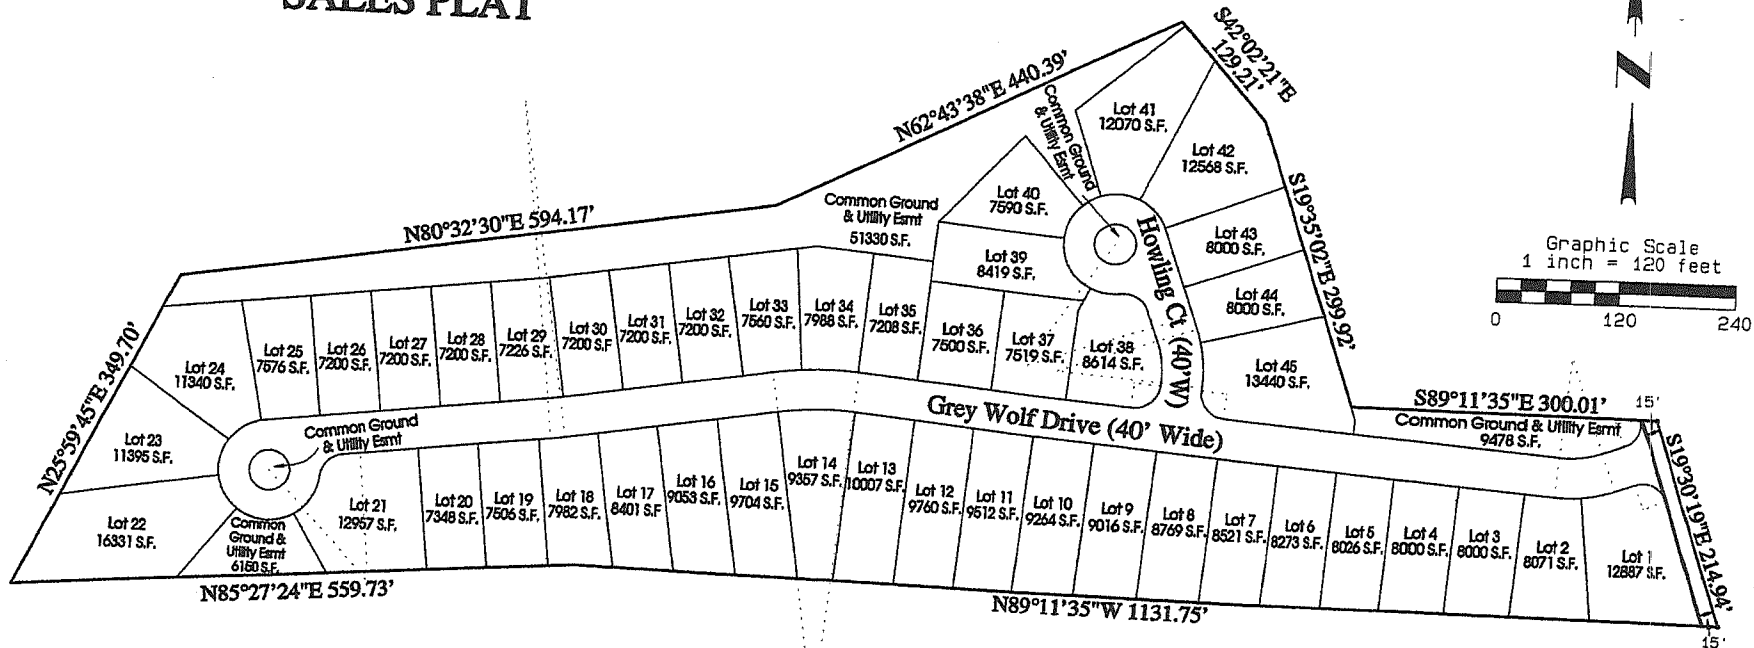 SALES PLAT
N62°43'38"E 440.39'
S42°02'21"E
129.21'
N
Graphic Scale
1 inch = 120 feet
0 120 240
N80°32'30"E 594.17'
S19°35'02"E 299.92'
N25°59'45"E 349.70'
S89°11'35"E 300.01'
15'
S19°30'19"E 214.94'
15'
N85°27'24"E 559.73'
N89°11'35"W 1131.75'
Common Ground
& Utility Esmt
Common Ground
& Utility Esmt
51330 S.F.
Lot 41
12070 S.F.
Lot 42
12568 S.F.
Lot 40
7590 S.F.
Lot 39
8419 S.F.
Lot 43
8000 S.F.
Lot 44
8000 S.F.
Lot 45
13440 S.F.
Howling Ct (40'W)
Lot 24
11340 S.F.
Lot 25
7576 S.F.
Lot 26
7200 S.F.
Lot 27
7200 S.F.
Lot 28
7200 S.F.
Lot 29
7226 S.F.
Lot 30
7200 S.F
Lot 31
7200 S.F.
Lot 32
7200 S.F.
Lot 33
7560 S.F.
Lot 34
7988 S.F.
Lot 35
7208 S.F.
Lot 36
7500 S.F.
Lot 37
7519 S.F.
Lot 38
8614 S.F.
Grey Wolf Drive (40' Wide)
Common Ground & Utility Esmt
9478 S.F.
Common Ground
& Utility Esmt
Lot 23
11395 S.F.
Lot 22
16331 S.F.
Common
Ground &
Utility Esmt
6150 S.F.
Lot 21
12957 S.F.
Lot 20
7348 S.F.
Lot 19
7506 S.F.
Lot 18
7982 S.F.
Lot 17
8401 S.F
Lot 16
9053 S.F.
Lot 15
9704 S.F.
Lot 14
9357 S.F.
Lot 13
10007 S.F.
Lot 12
9760 S.F.
Lot 11
9512 S.F.
Lot 10
9264 S.F.
Lot 9
9016 S.F.
Lot 8
8769 S.F.
Lot 7
8521 S.F.
Lot 6
8273 S.F.
Lot 5
8026 S.F.
Lot 4
8000 S.F.
Lot 3
8000 S.F.
Lot 2
8071 S.F.
Lot 1
12887 S.F.